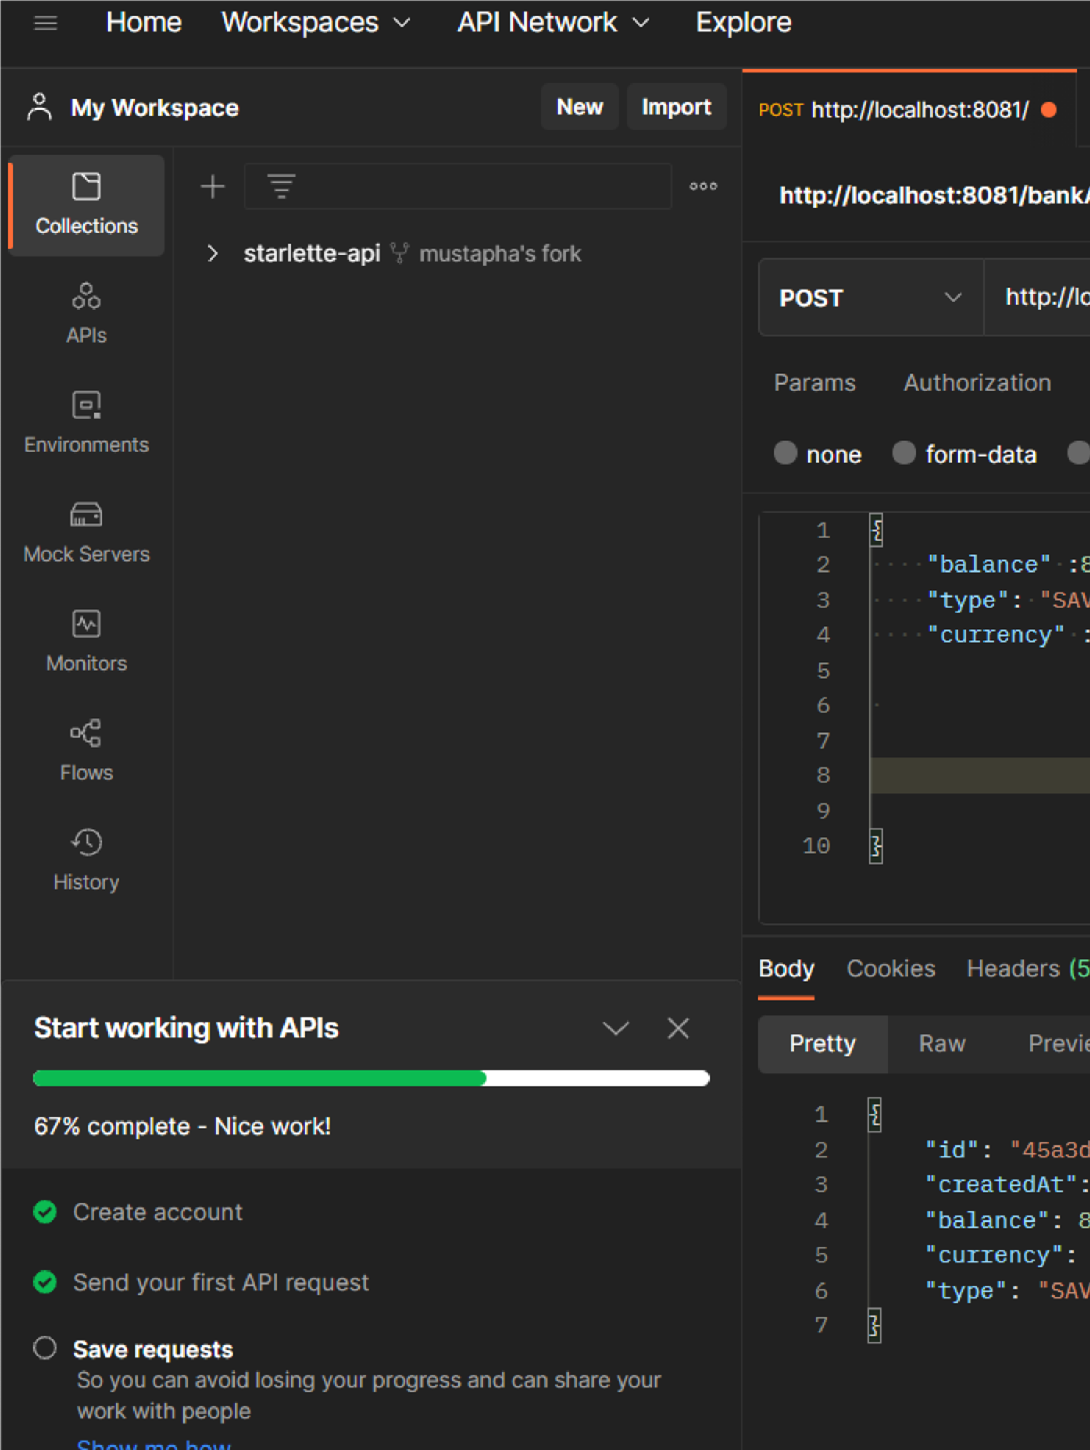 Home Workspaces API Network Explore
My Workspace New Import
POST http://localhost:8081/
Collections
starlette-api mustapha's fork
APIs
Environments
Mock Servers
Monitors
Flows
History
http://localhost:8081/bank/
POST http://lo
Params Authorization
none form-data
1 {
2 "balance" :8
3 "type": "SAV
4 "currency" :
5
6
7
8
9
10 }
Body Cookies Headers (5
Pretty Raw Previe
1 {
2 "id": "45a3d
3 "createdAt":
4 "balance": 8
5 "currency":
6 "type": "SAV
7 }
Start working with APIs
67% complete - Nice work!
Create account
Send your first API request
Save requests
So you can avoid losing your progress and can share your
work with people
Show me how